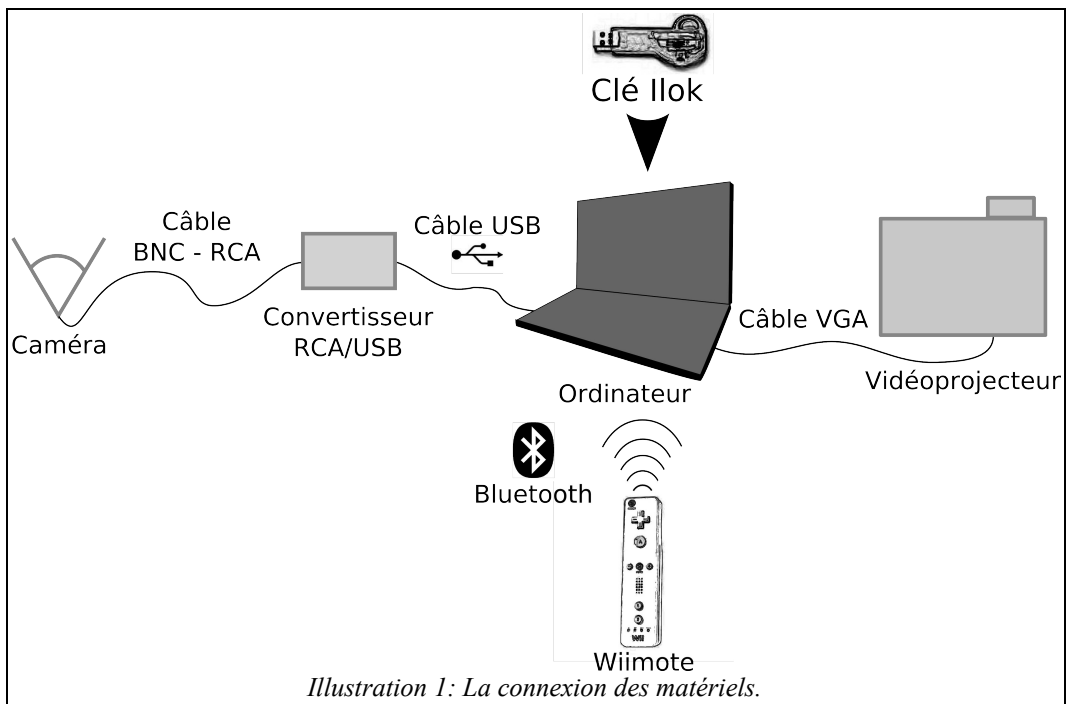 Clé Ilok
Câble
BNC - RCA
Câble USB
Caméra
Convertisseur
RCA/USB
Ordinateur
Câble VGA
Vidéoprojecteur
Bluetooth
A
Wii
Wiimote
Illustration 1: La connexion des matériels.